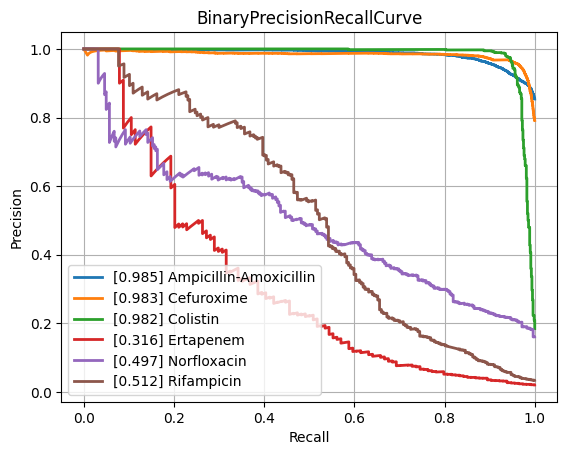 BinaryPrecisionRecallCurve
Precision
1.0
0.8
0.6
0.4
0.2
0.0
[0.985] Ampicillin-Amoxicillin
[0.983] Cefuroxime
[0.982] Colistin
[0.316] Ertapenem
[0.497] Norfloxacin
[0.512] Rifampicin
0.0 0.2 0.4 0.6 0.8 1.0
Recall